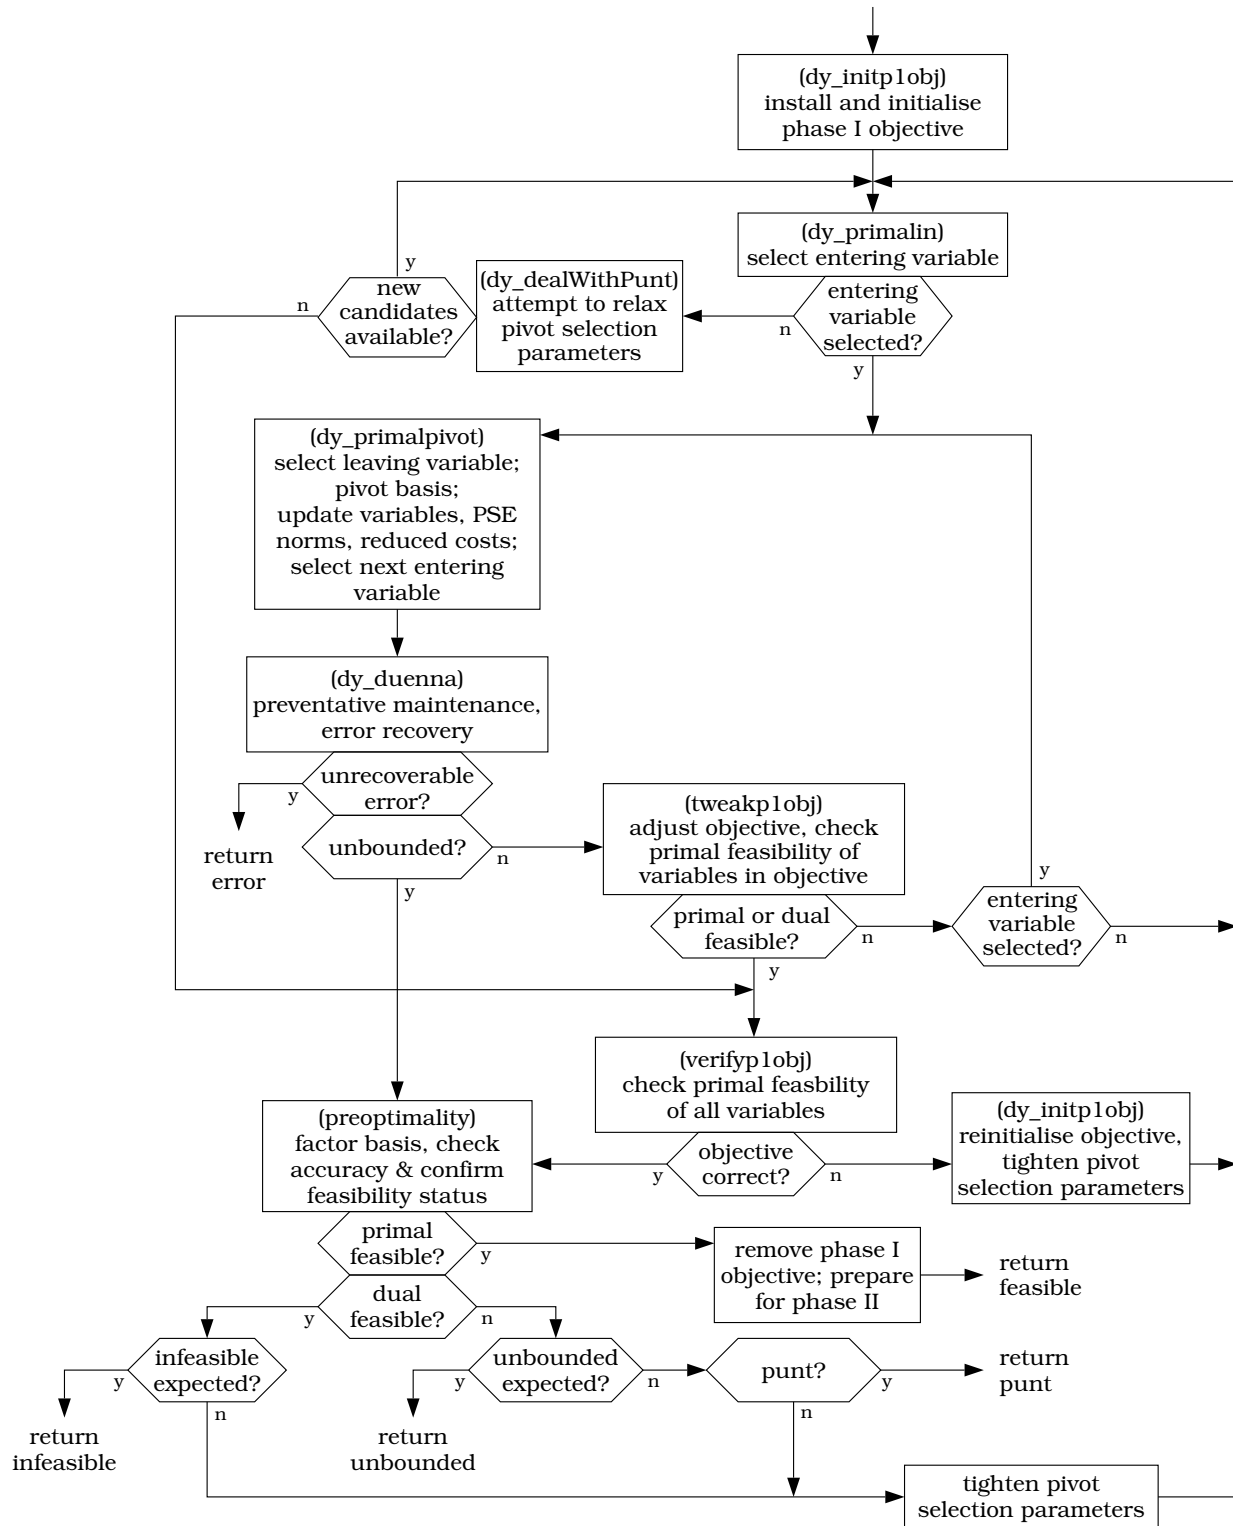 (dy_initp1obj)
install and initialise
phase I objective
(dy_primalin)
select entering variable
entering
variable
selected?
n
y
(dy_dealWithPunt)
attempt to relax
pivot selection
parameters
new
candidates
available?
y
n
(dy_primalpivot)
select leaving variable;
pivot basis;
update variables, PSE
norms, reduced costs;
select next entering
variable
(dy_duenna)
preventative maintenance,
error recovery
unrecoverable
error?
y
return
error
unbounded?
n
y
(tweakp1obj)
adjust objective, check
primal feasibility of
variables in objective
primal or dual
feasible?
n
y
entering
variable
selected?
y
n
(verifyp1obj)
check primal feasbility
of all variables
objective
correct?
y
n
(dy_initp1obj)
reinitialise objective,
tighten pivot
selection parameters
(preoptimality)
factor basis, check
accuracy & confirm
feasibility status
primal
feasible?
y
remove phase I
objective; prepare
for phase II
return
feasible
dual
feasible?
y
n
infeasible
expected?
y
n
return
infeasible
unbounded
expected?
y
n
return
unbounded
punt?
y
n
return
punt
tighten pivot
selection parameters